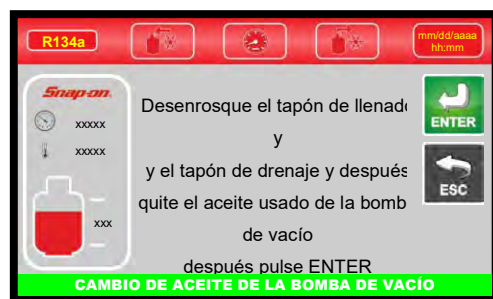 R134a
mm/dd/aaaa
hh:mm
Snap-on
xxxxx
xxxxx
xxx
Desenrosque el tapón de llenado
y
y el tapón de drenaje y después
quite el aceite usado de la bomb
de vacío
después pulse ENTER
ENTER
ESC
CAMBIO DE ACEITE DE LA BOMBA DE VACÍO